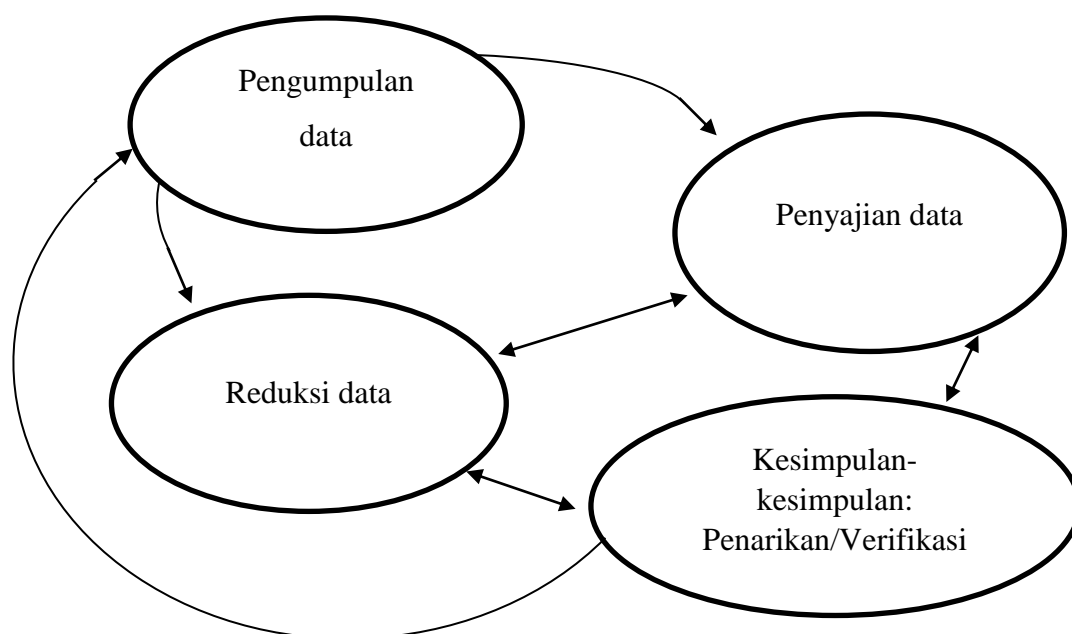 Pengumpulan
data
Penyajian data
Reduksi data
Kesimpulan-
kesimpulan:
Penarikan/Verifikasi